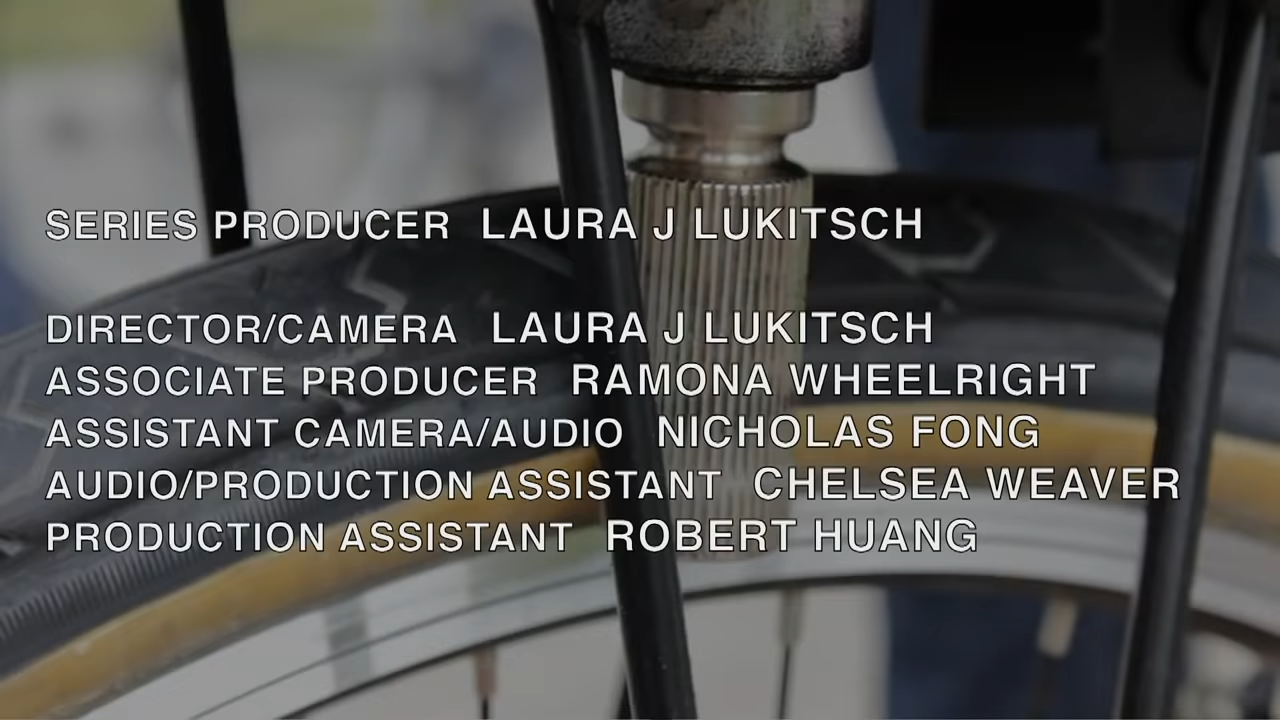 SERIES PRODUCER LAURA J LUKITSCH
DIRECTOR/CAMERA LAURA J LUKITSCH
ASSOCIATE PRODUCER RAMONA WHEELRIGHT
ASSISTANT CAMERA/AUDIO NICHOLAS FONG
AUDIO/PRODUCTION ASSISTANT CHELSEA WEAVER
PRODUCTION ASSISTANT ROBERT HUANG